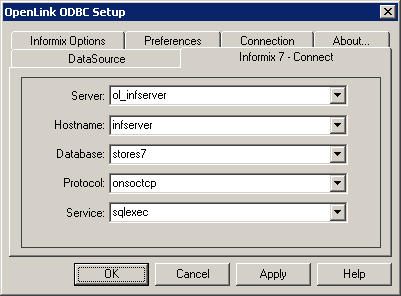 OpenLink ODBC Setup
Informix Options Preferences Connection About...
DataSource Informix 7 - Connect
Server: ol_infserver
Hostname: infserver
Database: stores7
Protocol: onsoctcp
Service: sqlexec
OK Cancel Apply Help